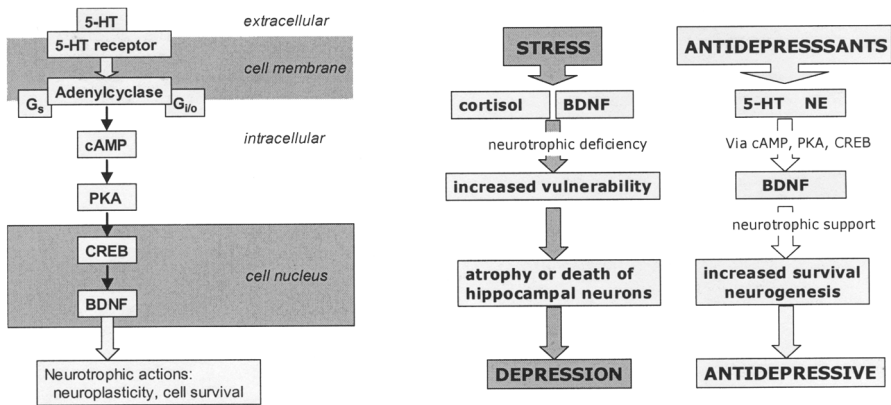 5-HT
extracellular
5-HT receptor
cell membrane
Adenylcyclase
Gs
Gi/o
cAMP
intracellular
PKA
CREB
cell nucleus
BDNF
Neurotrophic actions:
neuroplasticity, cell survival
STRESS
cortisol
BDNF
neurotrophic deficiency
increased vulnerability
atrophy or death of
hippocampal neurons
DEPRESSION
ANTIDEPRESSSANTS
5-HT NE
Via cAMP, PKA, CREB
BDNF
neurotrophic support
increased survival
neurogenesis
ANTIDEPRESSIVE